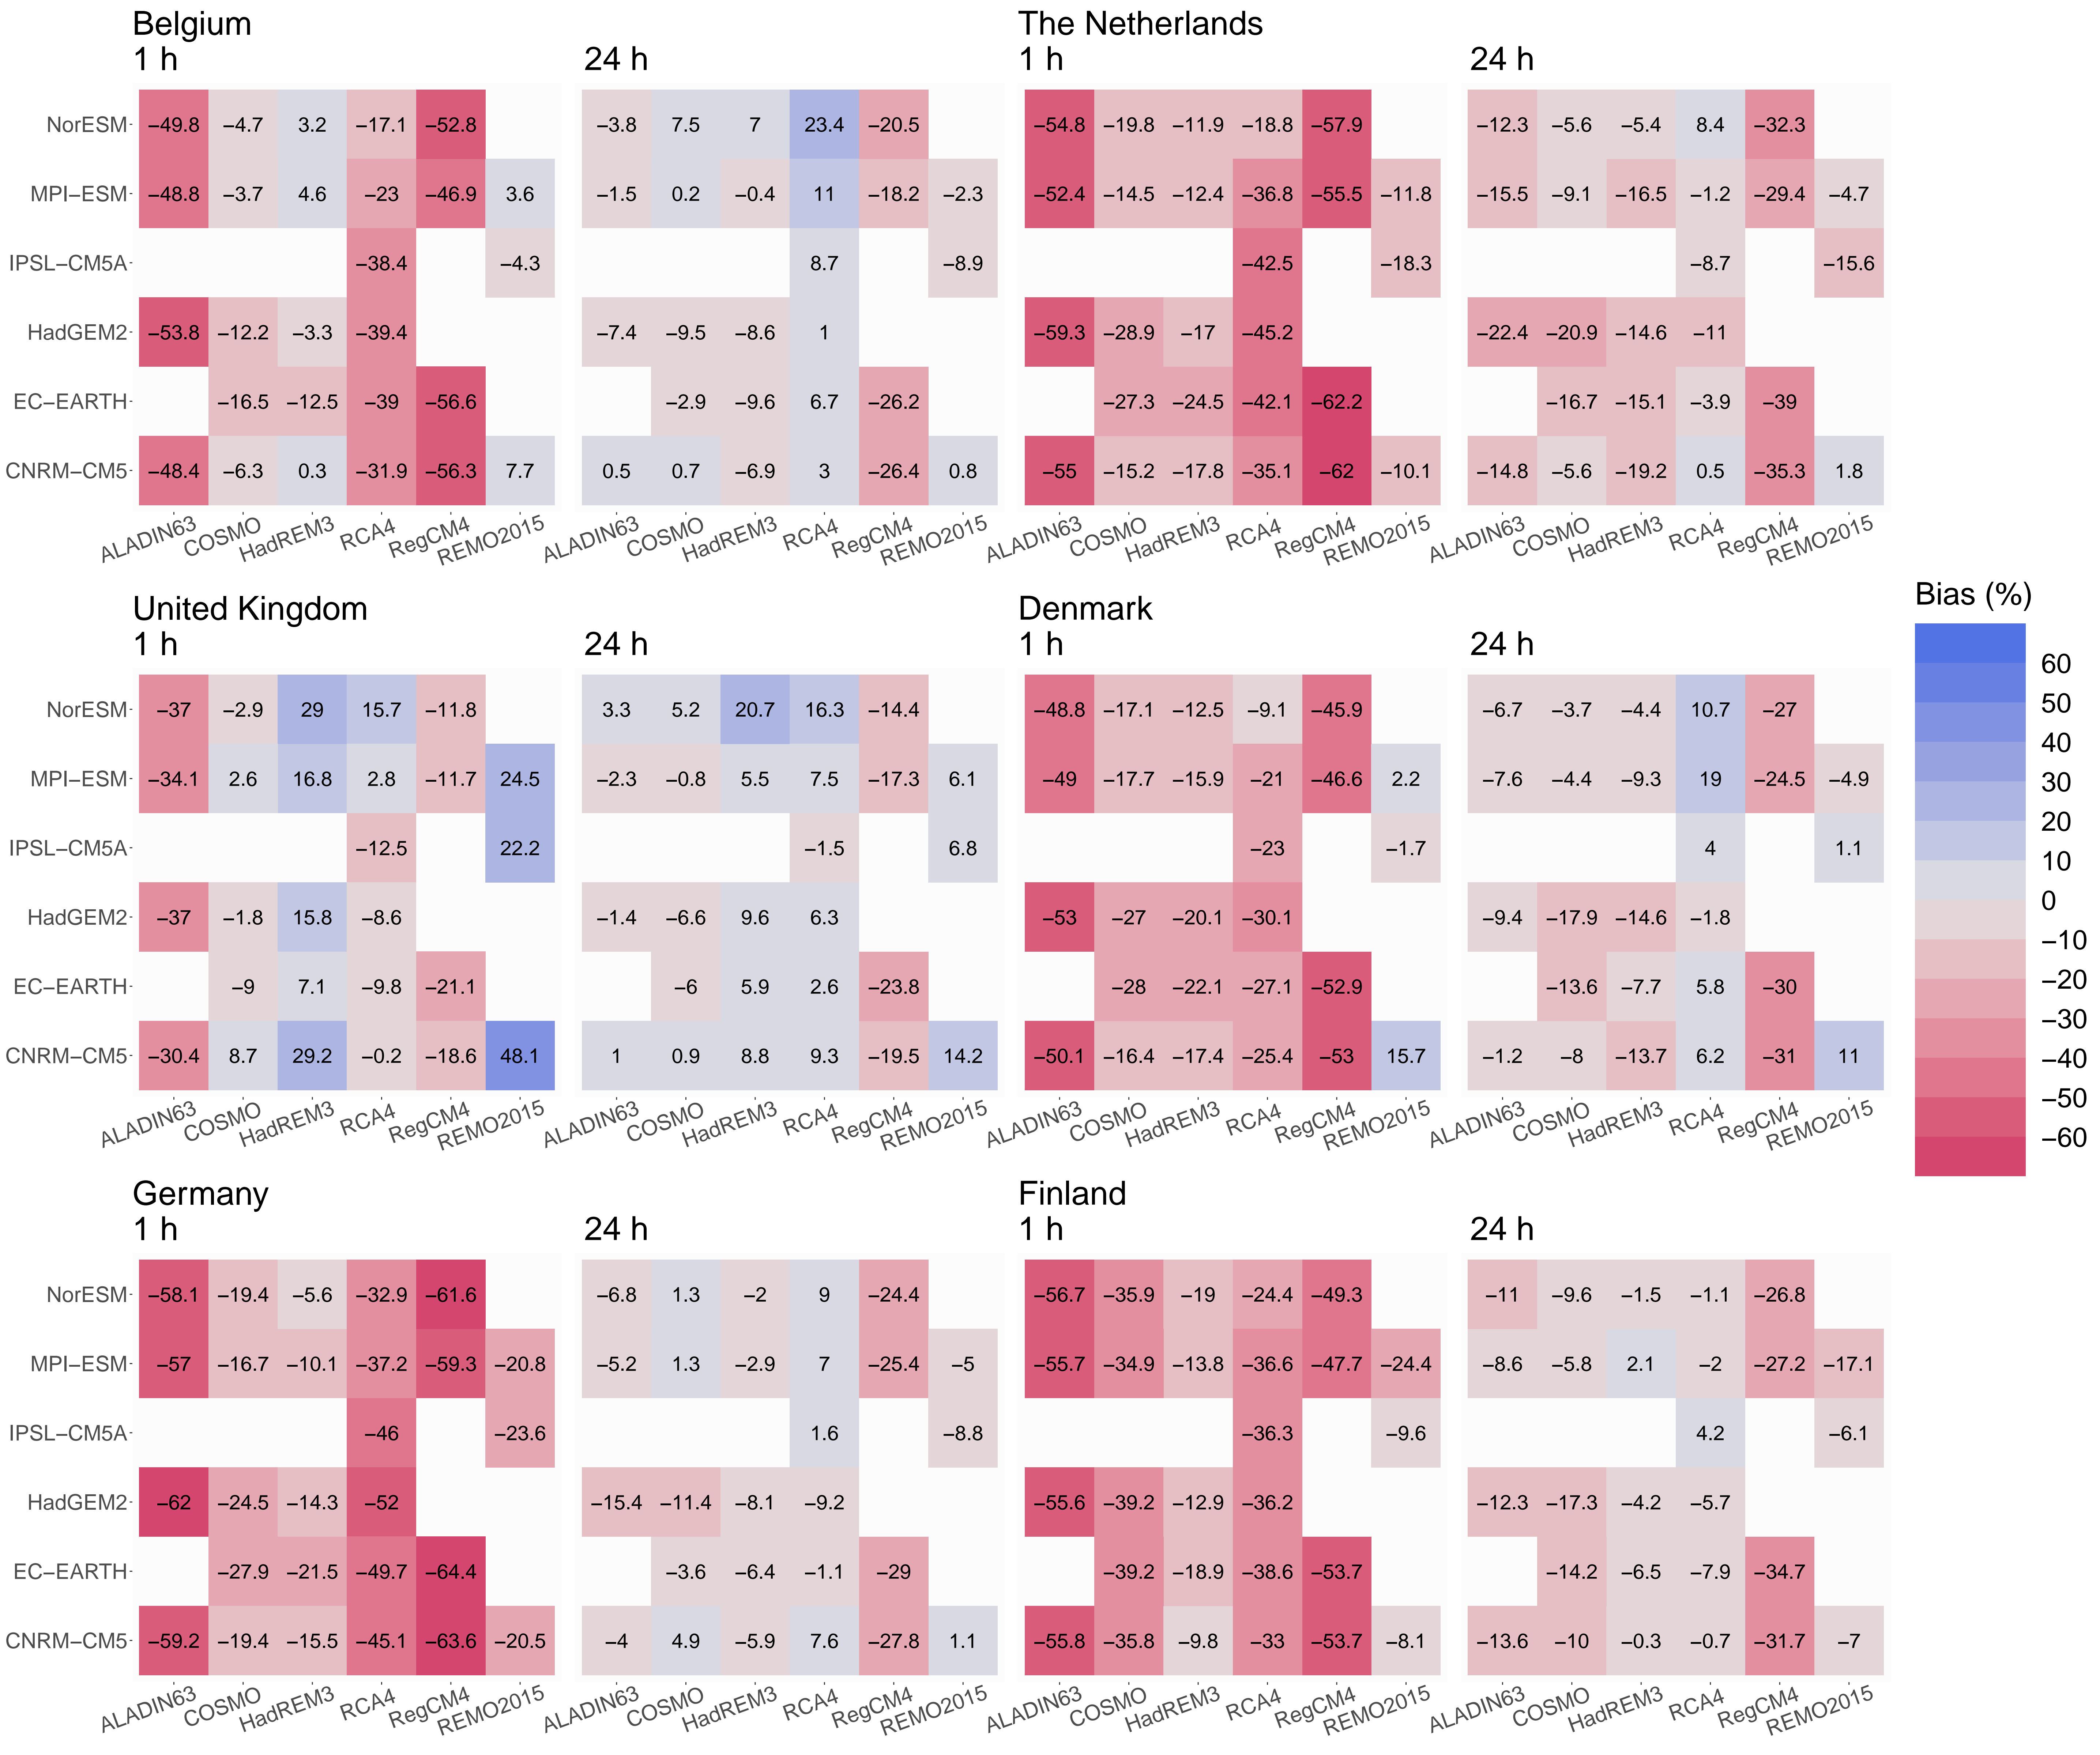 Belgium
The Netherlands
1 h
24 h
1 h
24 h
NorESM −49.8 −4.7 3.2 −17.1 −52.8 −3.8 7.5 7 23.4 −20.5 −54.8 −19.8 −11.9 −18.8 −57.9 −12.3 −5.6 −5.4 8.4 −32.3
MPI−ESM −48.8 −3.7 4.6 −23 −46.9 3.6 −1.5 0.2 −0.4 11 −18.2 −2.3 −52.4 −14.5 −12.4 −36.8 −55.5 −11.8 −15.5 −9.1 −16.5 −1.2 −29.4 −4.7
IPSL−CM5A −38.4 −4.3 8.7 −8.9 −42.5 −18.3 −8.7 −15.6
HadGEM2 −53.8 −12.2 −3.3 −39.4 −7.4 −9.5 −8.6 1 −59.3 −28.9 −17 −45.2 −22.4 −20.9 −14.6 −11
EC−EARTH −16.5 −12.5 −39 −56.6 −2.9 −9.6 6.7 −26.2 −27.3 −24.5 −42.1 −62.2 −16.7 −15.1 −3.9 −39
CNRM−CM5 −48.4 −6.3 0.3 −31.9 −56.3 7.7 0.5 0.7 −6.9 3 −26.4 0.8 −55 −15.2 −17.8 −35.1 −62 −10.1 −14.8 −5.6 −19.2 0.5 −35.3 1.8
ALADIN63 COSMO HadREM3 RCA4 RegCM4 REMO2015 ALADIN63 COSMO HadREM3 RCA4 RegCM4 REMO2015 ALADIN63 COSMO HadREM3 RCA4 RegCM4 REMO2015 ALADIN63 COSMO HadREM3 RCA4 RegCM4 REMO2015
United Kingdom
Denmark
1 h
24 h
1 h
24 h
NorESM −37 −2.9 29 15.7 −11.8 3.3 5.2 20.7 16.3 −14.4 −48.8 −17.1 −12.5 −9.1 −45.9 −6.7 −3.7 −4.4 10.7 −27
MPI−ESM −34.1 2.6 16.8 2.8 −11.7 24.5 −2.3 −0.8 5.5 7.5 −17.3 6.1 −49 −17.7 −15.9 −21 −46.6 2.2 −7.6 −4.4 −9.3 19 −24.5 −4.9
IPSL−CM5A −12.5 22.2 −1.5 6.8 −23 −1.7 4 1.1
HadGEM2 −37 −1.8 15.8 −8.6 −1.4 −6.6 9.6 6.3 −53 −27 −20.1 −30.1 −9.4 −17.9 −14.6 −1.8
EC−EARTH −9 7.1 −9.8 −21.1 −6 5.9 2.6 −23.8 −28 −22.1 −27.1 −52.9 −13.6 −7.7 5.8 −30
CNRM−CM5 −30.4 8.7 29.2 −0.2 −18.6 48.1 1 0.9 8.8 9.3 −19.5 14.2 −50.1 −16.4 −17.4 −25.4 −53 15.7 −1.2 −8 −13.7 6.2 −31 11
ALADIN63 COSMO HadREM3 RCA4 RegCM4 REMO2015 ALADIN63 COSMO HadREM3 RCA4 RegCM4 REMO2015 ALADIN63 COSMO HadREM3 RCA4 RegCM4 REMO2015 ALADIN63 COSMO HadREM3 RCA4 RegCM4 REMO2015
Bias (%)
60
50
40
30
20
10
0
−10
−20
−30
−40
−50
−60
Germany
Finland
1 h
24 h
1 h
24 h
NorESM −58.1 −19.4 −5.6 −32.9 −61.6 −6.8 1.3 −2 9 −24.4 −56.7 −35.9 −19 −24.4 −49.3 −11 −9.6 −1.5 −1.1 −26.8
MPI−ESM −57 −16.7 −10.1 −37.2 −59.3 −20.8 −5.2 1.3 −2.9 7 −25.4 −5 −55.7 −34.9 −13.8 −36.6 −47.7 −24.4 −8.6 −5.8 2.1 −2 −27.2 −17.1
IPSL−CM5A −46 −23.6 1.6 −8.8 −36.3 −9.6 4.2 −6.1
HadGEM2 −62 −24.5 −14.3 −52 −15.4 −11.4 −8.1 −9.2 −55.6 −39.2 −12.9 −36.2 −12.3 −17.3 −4.2 −5.7
EC−EARTH −27.9 −21.5 −49.7 −64.4 −3.6 −6.4 −1.1 −29 −39.2 −18.9 −38.6 −53.7 −14.2 −6.5 −7.9 −34.7
CNRM−CM5 −59.2 −19.4 −15.5 −45.1 −63.6 −20.5 −4 4.9 −5.9 7.6 −27.8 1.1 −55.8 −35.8 −9.8 −33 −53.7 −8.1 −13.6 −10 −0.3 −0.7 −31.7 −7
ALADIN63 COSMO HadREM3 RCA4 RegCM4 REMO2015 ALADIN63 COSMO HadREM3 RCA4 RegCM4 REMO2015 ALADIN63 COSMO HadREM3 RCA4 RegCM4 REMO2015 ALADIN63 COSMO HadREM3 RCA4 RegCM4 REMO2015